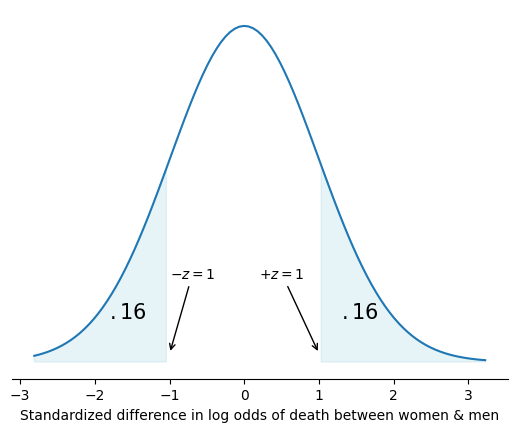 −z = 1
+z = 1
.16
.16
−3 −2 −1 0 1 2 3
Standardized difference in log odds of death between women & men